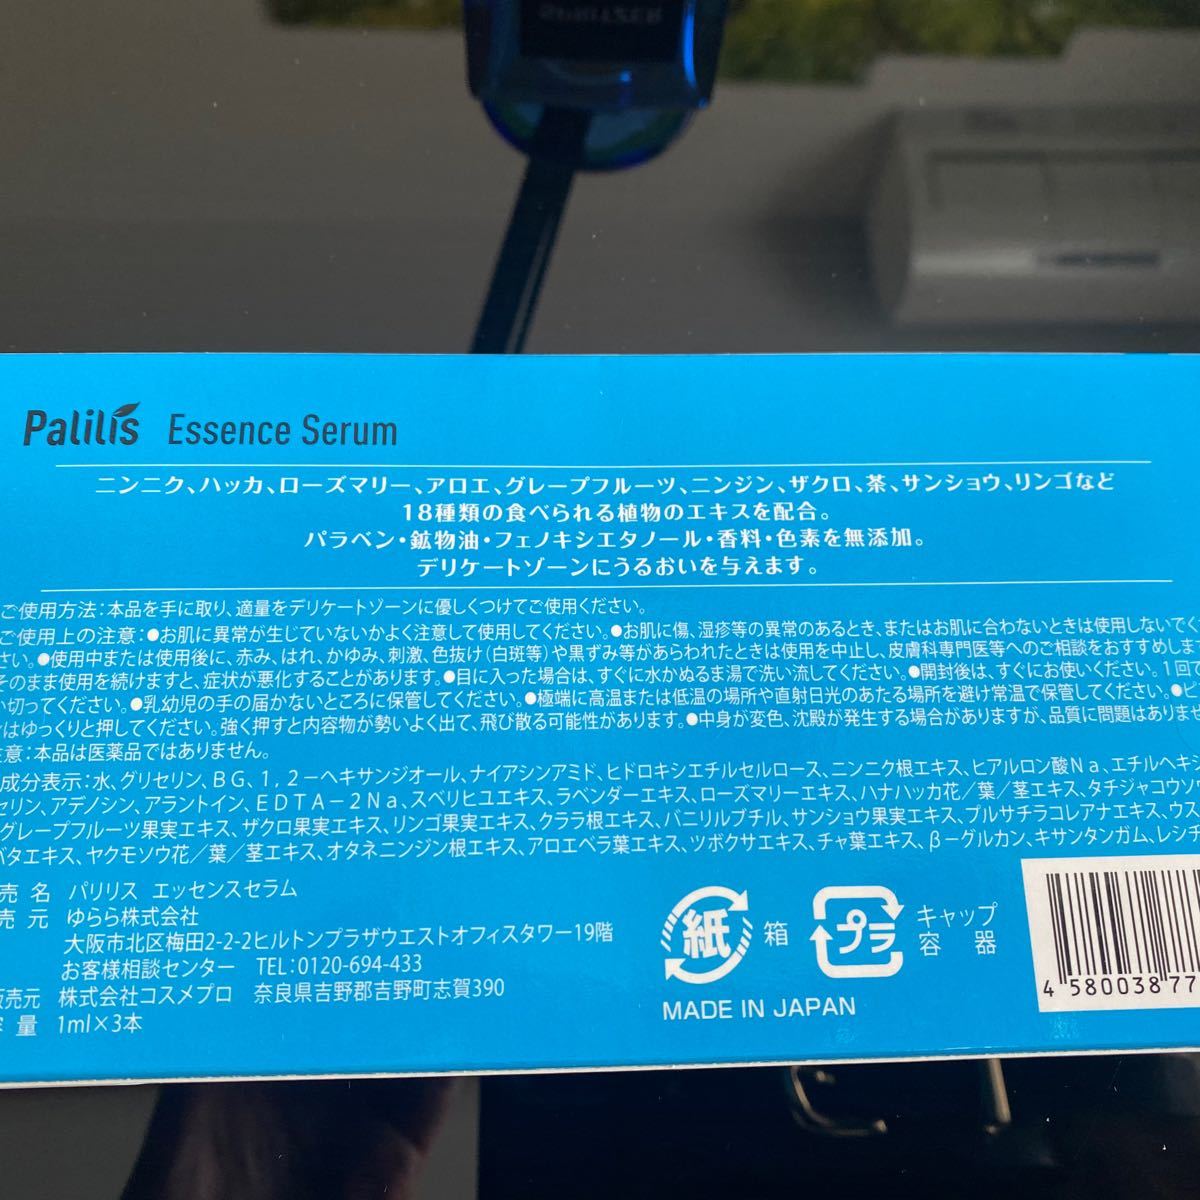 Palilis Essence Serum
ニンニク、ハッカ、ローズマリー、アロエ、グレープフルーツ、ニンジン、ザクロ、茶、サンショウ、リンゴなど
18種類の食べられる植物のエキスを配合。
パラベン・鉱物油・フェノキシエタノール・香料・色素を無添加。
デリケートゾーンにうるおいを与えます。
ご使用方法:本品を手に取り、適量をデリケートゾーンに優しくつけてご使用ください。
ご使用上の注意:●お肌に異常が生じていないかよく注意して使用してください。●お肌に傷、湿疹等の異常のあるとき、またはお肌に合わないときは使用しないでく
さい。●使用中または使用後に、赤み、はれ、かゆみ、刺激、色抜け(白斑等)や黒ずみ等があらわれたときは使用を中止し、皮膚科専門医等へのご相談をおすすめしま
そのまま使用を続けますと、症状が悪化することがあります。●目に入った場合は、すぐに水かぬるま湯で洗い流してください。●開封後は、すぐにお使いください。1回
い切ってください。●乳幼児の手の届かないところに保管してください。●極端に高温または低温の場所や直射日光のあたる場所を避け常温で保管してください。●
はゆっくりと押してください。強く押すと内容物が勢いよく出て、飛び散る可能性があります。●中身が変色、沈殿が発生する場合がありますが、品質に問題はありませ
注意:本品は医薬品ではありません。
成分表示:水、グリセリン、BG、1,2-ヘキサンジオール、ナイアシンアミド、ヒドロキシエチルセルロース、ニンニク根エキス、ヒアルロン酸Na、エチルヘキシ
セリン、アデノシン、アラントイン、EDTA-2Na、スベリヒユエキス、ラベンダーエキス、ローズマリーエキス、ハナハッカ花/葉/茎エキス、タチジャコウソウ
グレープフルーツ果実エキス、ザクロ果実エキス、リンゴ果実エキス、クララ根エキス、バニリルブチル、サンショウ果実エキス、プルサチラコレアナエキス、ウス
バタエキス、ヤクモソウ花/葉/茎エキス、オタネニンジン根エキス、アロエベラ葉エキス、ツボクサエキス、チャ葉エキス、β-グルカン、キサンタンガム、レシチ
売 名 パリリス エッセンスセラム
売 元 ゆらら株式会社
大阪市北区梅田2-2-2ヒルトンプラザウエストオフィスタワー19階
お客様相談センター TEL:0120-694-433
販売元 株式会社コスメプロ 奈良県吉野郡吉野町志賀390
容 量 1ml×3本
紙 箱
プラ キャップ
容 器
MADE IN JAPAN
4 580038 77